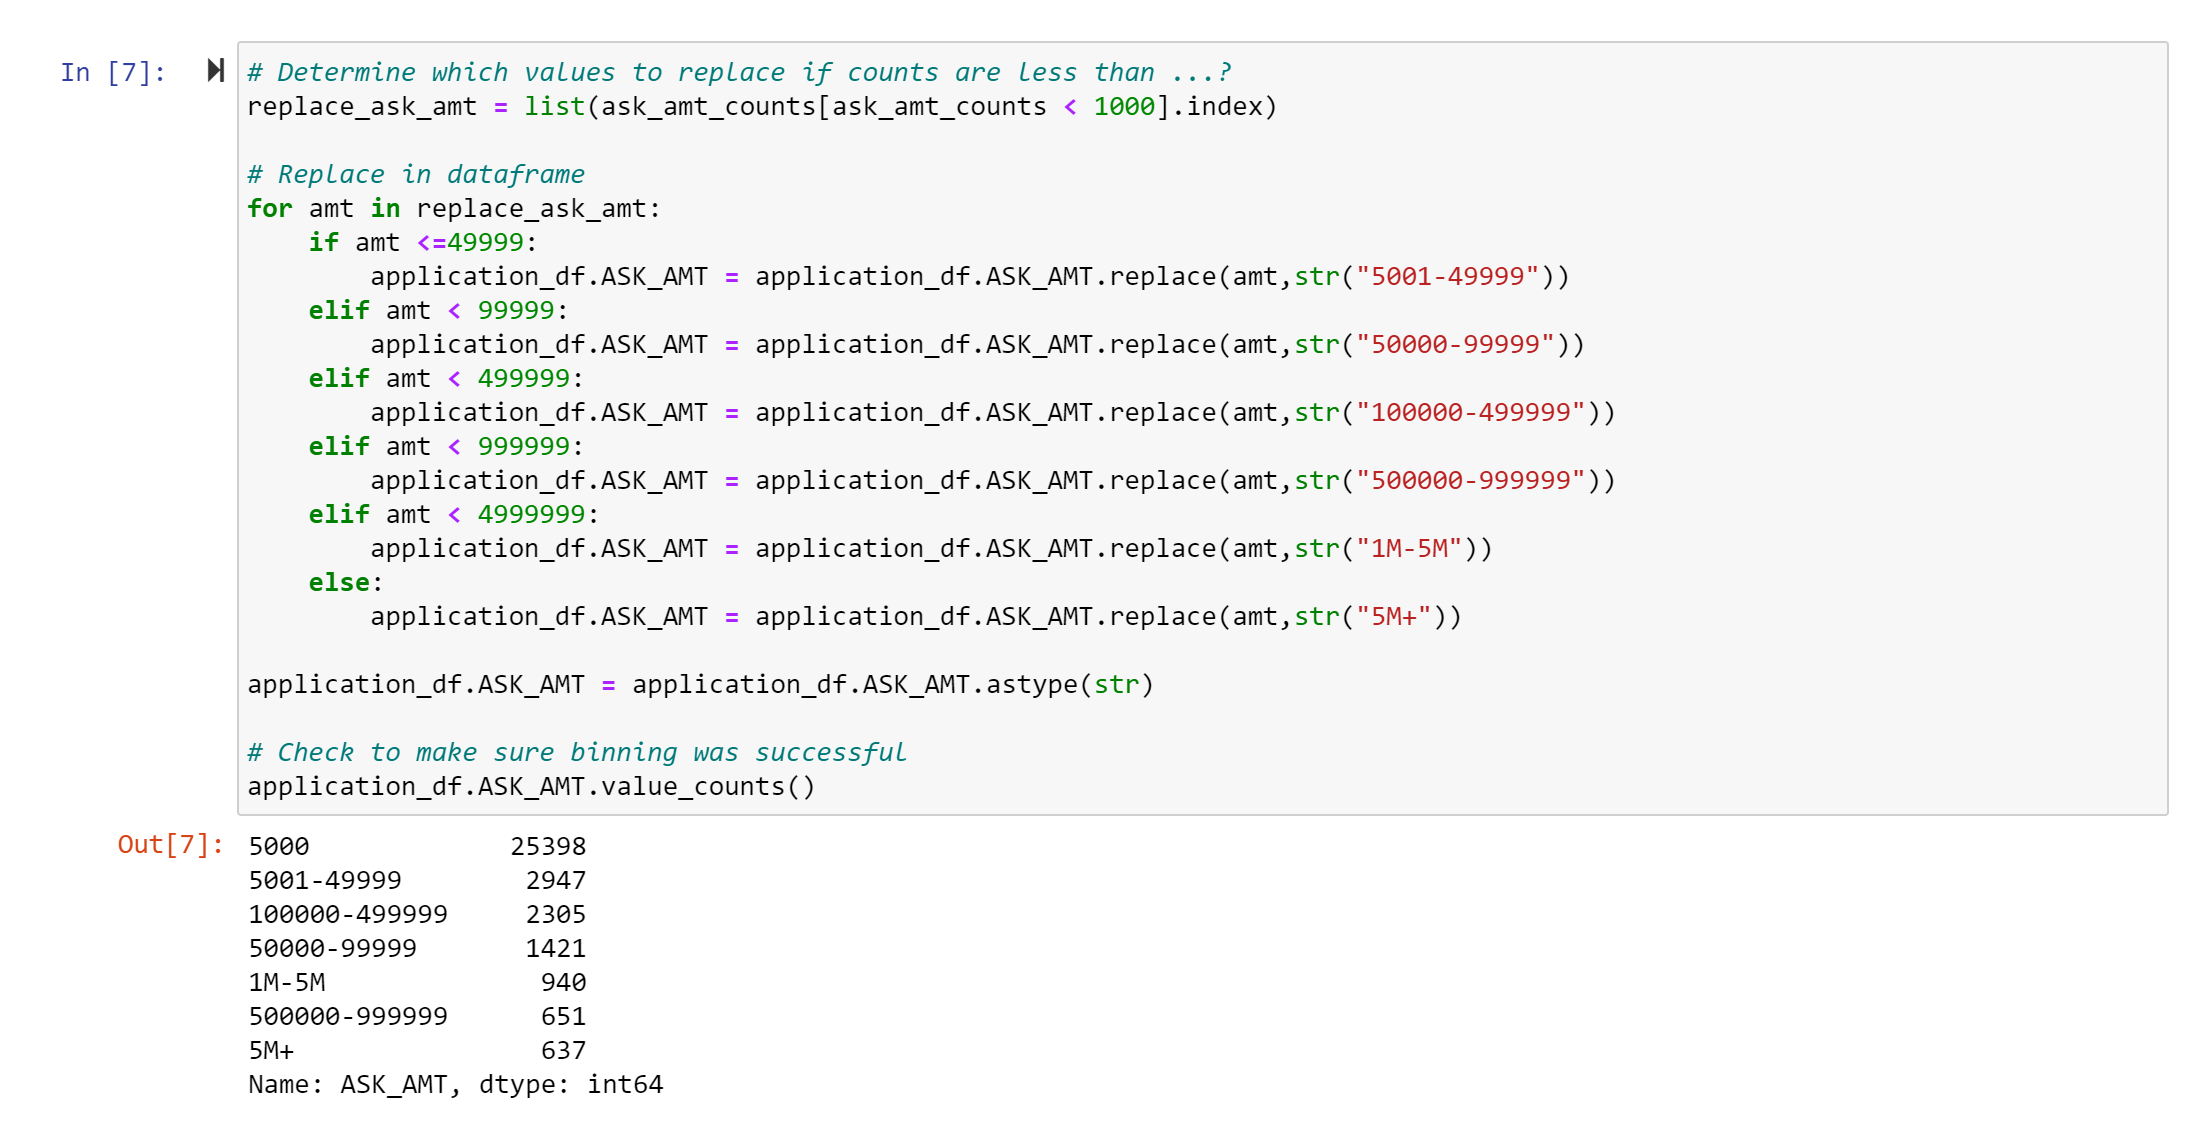 In [7]:
# Determine which values to replace if counts are less than ...?
replace_ask_amt = list(ask_amt_counts[ask_amt_counts < 1000].index)

# Replace in dataframe
for amt in replace_ask_amt:
    if amt <=49999:
        application_df.ASK_AMT = application_df.ASK_AMT.replace(amt,str("5001-49999"))
    elif amt < 99999:
        application_df.ASK_AMT = application_df.ASK_AMT.replace(amt,str("50000-99999"))
    elif amt < 499999:
        application_df.ASK_AMT = application_df.ASK_AMT.replace(amt,str("100000-499999"))
    elif amt < 999999:
        application_df.ASK_AMT = application_df.ASK_AMT.replace(amt,str("500000-999999"))
    elif amt < 4999999:
        application_df.ASK_AMT = application_df.ASK_AMT.replace(amt,str("1M-5M"))
    else:
        application_df.ASK_AMT = application_df.ASK_AMT.replace(amt,str("5M+"))

application_df.ASK_AMT = application_df.ASK_AMT.astype(str)

# Check to make sure binning was successful
application_df.ASK_AMT.value_counts()
Out[7]:
5000             25398
5001-49999        2947
100000-499999     2305
50000-99999       1421
1M-5M              940
500000-999999      651
5M+                637
Name: ASK_AMT, dtype: int64